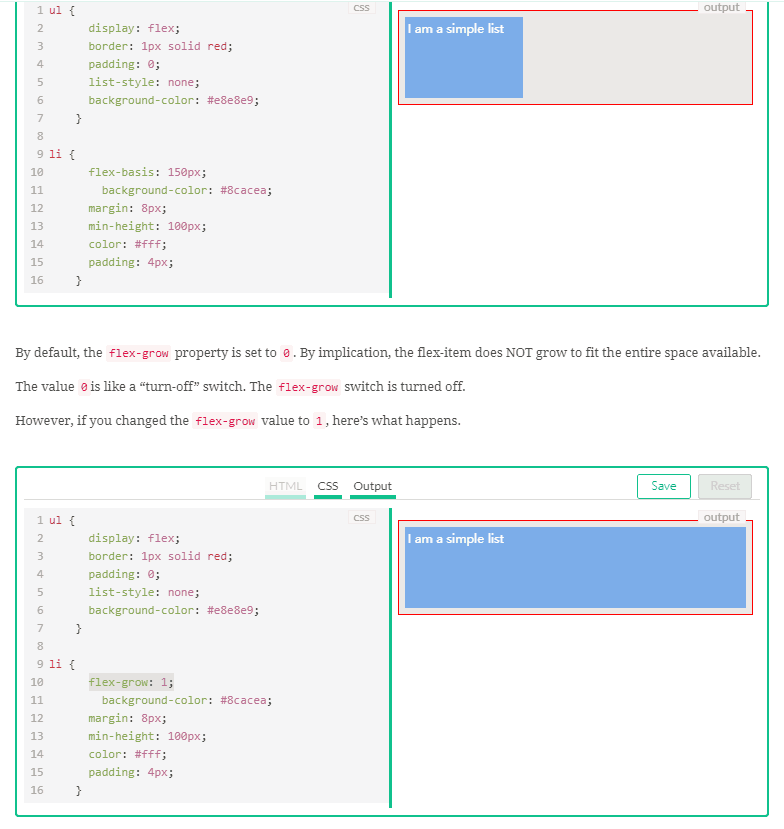 css
output
1 ul {
2 display: flex;
3 border: 1px solid red;
4 padding: 0;
5 list-style: none;
6 background-color: #e8e8e9;
7 }
8
9 li {
10 flex-basis: 150px;
11 background-color: #8cacea;
12 margin: 8px;
13 min-height: 100px;
14 color: #fff;
15 padding: 4px;
16 }
I am a simple list
By default, the flex-grow property is set to 0. By implication, the flex-item does NOT grow to fit the entire space available.
The value 0 is like a “turn-off” switch. The flex-grow switch is turned off.
However, if you changed the flex-grow value to 1, here’s what happens.
HTML CSS Output Save Reset
css
output
1 ul {
2 display: flex;
3 border: 1px solid red;
4 padding: 0;
5 list-style: none;
6 background-color: #e8e8e9;
7 }
8
9 li {
10 flex-grow: 1;
11 background-color: #8cacea;
12 margin: 8px;
13 min-height: 100px;
14 color: #fff;
15 padding: 4px;
16 }
I am a simple list